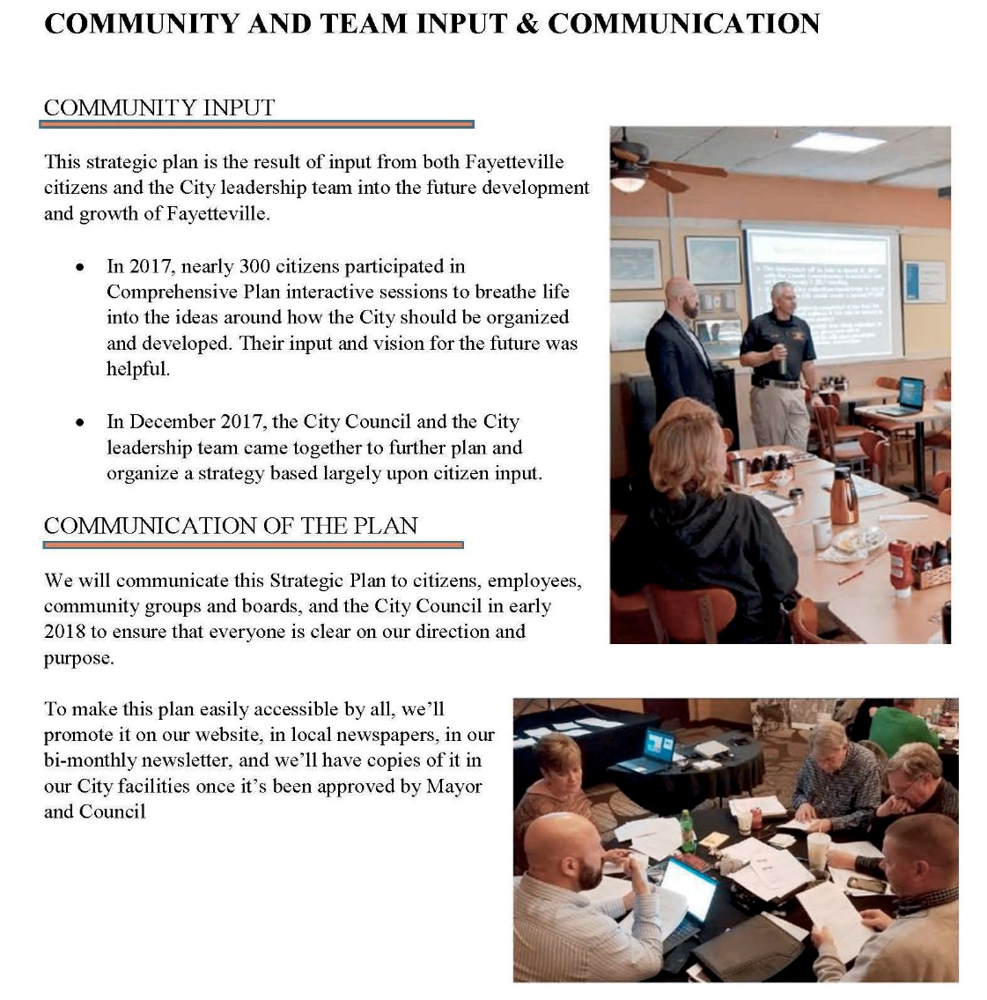 COMMUNITY AND TEAM INPUT & COMMUNICATION
COMMUNITY INPUT
This strategic plan is the result of input from both Fayetteville
citizens and the City leadership team into the future development
and growth of Fayetteville.
• In 2017, nearly 300 citizens participated in
Comprehensive Plan interactive sessions to breathe life
into the ideas around how the City should be organized
and developed. Their input and vision for the future was
helpful.
• In December 2017, the City Council and the City
leadership team came together to further plan and
organize a strategy based largely upon citizen input.
COMMUNICATION OF THE PLAN
We will communicate this Strategic Plan to citizens, employees,
community groups and boards, and the City Council in early
2018 to ensure that everyone is clear on our direction and
purpose.
To make this plan easily accessible by all, we’ll
promote it on our website, in local newspapers, in our
bi-monthly newsletter, and we’ll have copies of it in
our City facilities once it’s been approved by Mayor
and Council